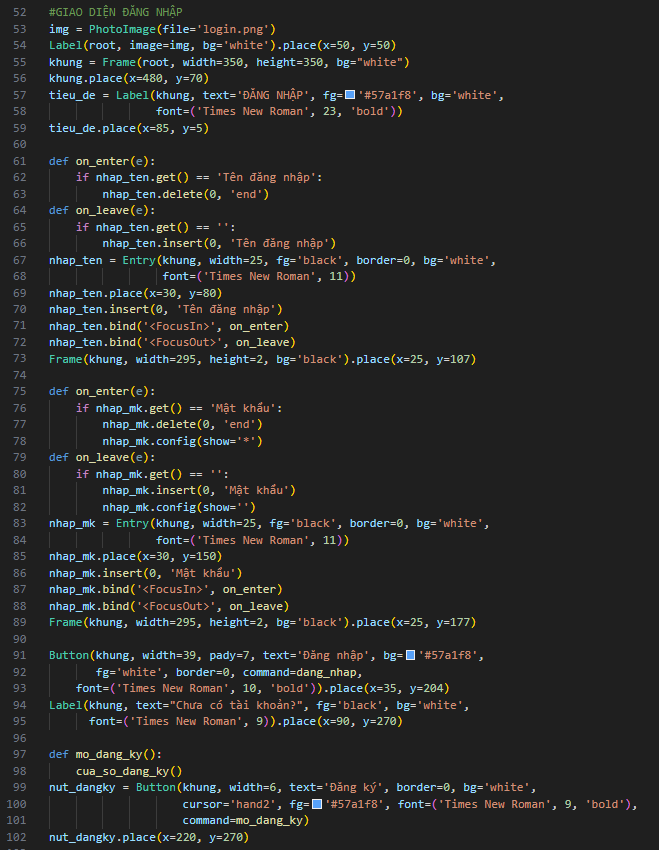 52 #GIAO DIỆN ĐĂNG NHẬP
53 img = PhotoImage(file='login.png')
54 Label(root, image=img, bg='white').place(x=50, y=50)
55 khung = Frame(root, width=350, height=350, bg="white")
56 khung.place(x=480, y=70)
57 tieu_de = Label(khung, text='ĐĂNG NHẬP', fg='#57a1f8', bg='white',
58                 font=('Times New Roman', 23, 'bold'))
59 tieu_de.place(x=85, y=5)
60
61 def on_enter(e):
62     if nhap_ten.get() == 'Tên đăng nhập':
63         nhap_ten.delete(0, 'end')
64 def on_leave(e):
65     if nhap_ten.get() == '':
66         nhap_ten.insert(0, 'Tên đăng nhập')
67 nhap_ten = Entry(khung, width=25, fg='black', border=0, bg='white',
68                  font=('Times New Roman', 11))
69 nhap_ten.place(x=30, y=80)
70 nhap_ten.insert(0, 'Tên đăng nhập')
71 nhap_ten.bind('<FocusIn>', on_enter)
72 nhap_ten.bind('<FocusOut>', on_leave)
73 Frame(khung, width=295, height=2, bg='black').place(x=25, y=107)
74
75 def on_enter(e):
76     if nhap_mk.get() == 'Mật khẩu':
77         nhap_mk.delete(0, 'end')
78         nhap_mk.config(show='*')
79 def on_leave(e):
80     if nhap_mk.get() == '':
81         nhap_mk.insert(0, 'Mật khẩu')
82         nhap_mk.config(show='')
83 nhap_mk = Entry(khung, width=25, fg='black', border=0, bg='white',
84                 font=('Times New Roman', 11))
85 nhap_mk.place(x=30, y=150)
86 nhap_mk.insert(0, 'Mật khẩu')
87 nhap_mk.bind('<FocusIn>', on_enter)
88 nhap_mk.bind('<FocusOut>', on_leave)
89 Frame(khung, width=295, height=2, bg='black').place(x=25, y=177)
90
91 Button(khung, width=39, pady=7, text='Đăng nhập', bg='#57a1f8',
92        fg='white', border=0, command=dang_nhap,
93     font=('Times New Roman', 10, 'bold')).place(x=35, y=204)
94 Label(khung, text="Chưa có tài khoản?", fg='black', bg='white',
95       font=('Times New Roman', 9)).place(x=90, y=270)
96
97 def mo_dang_ky():
98     cua_so_dang_ky()
99 nut_dangky = Button(khung, width=6, text='Đăng ký', border=0, bg='white',
100                     cursor='hand2', fg='#57a1f8', font=('Times New Roman', 9, 'bold'),
101                     command=mo_dang_ky)
102 nut_dangky.place(x=220, y=270)